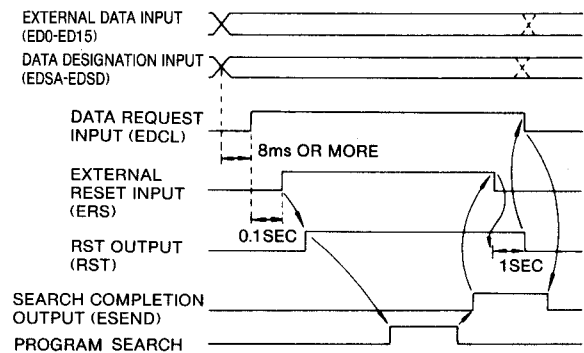 EXTERNAL DATA INPUT
(ED0-ED15)
DATA DESIGNATION INPUT
(EDSA-EDSD)
DATA REQUEST
INPUT (EDCL)
8ms OR MORE
EXTERNAL
RESET INPUT
(ERS)
0.1SEC
RST OUTPUT
(RST)
1SEC
SEARCH COMPLETION
OUTPUT (ESEND)
PROGRAM SEARCH